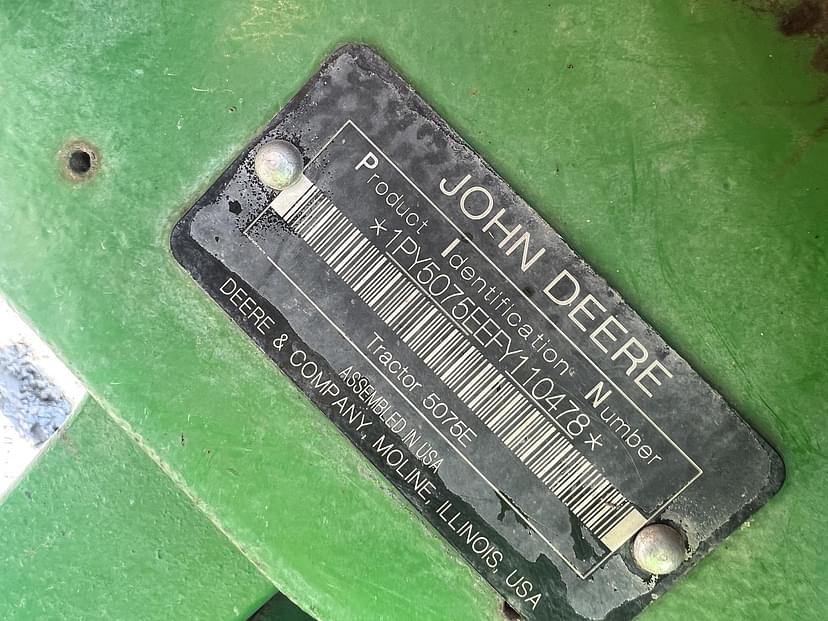 JOHN DEERE
Product Identification Number
*1PY5075EEFY110478*
Tractor 5075E
ASSEMBLED IN USA
DEERE & COMPANY, MOLINE, ILLINOIS, USA